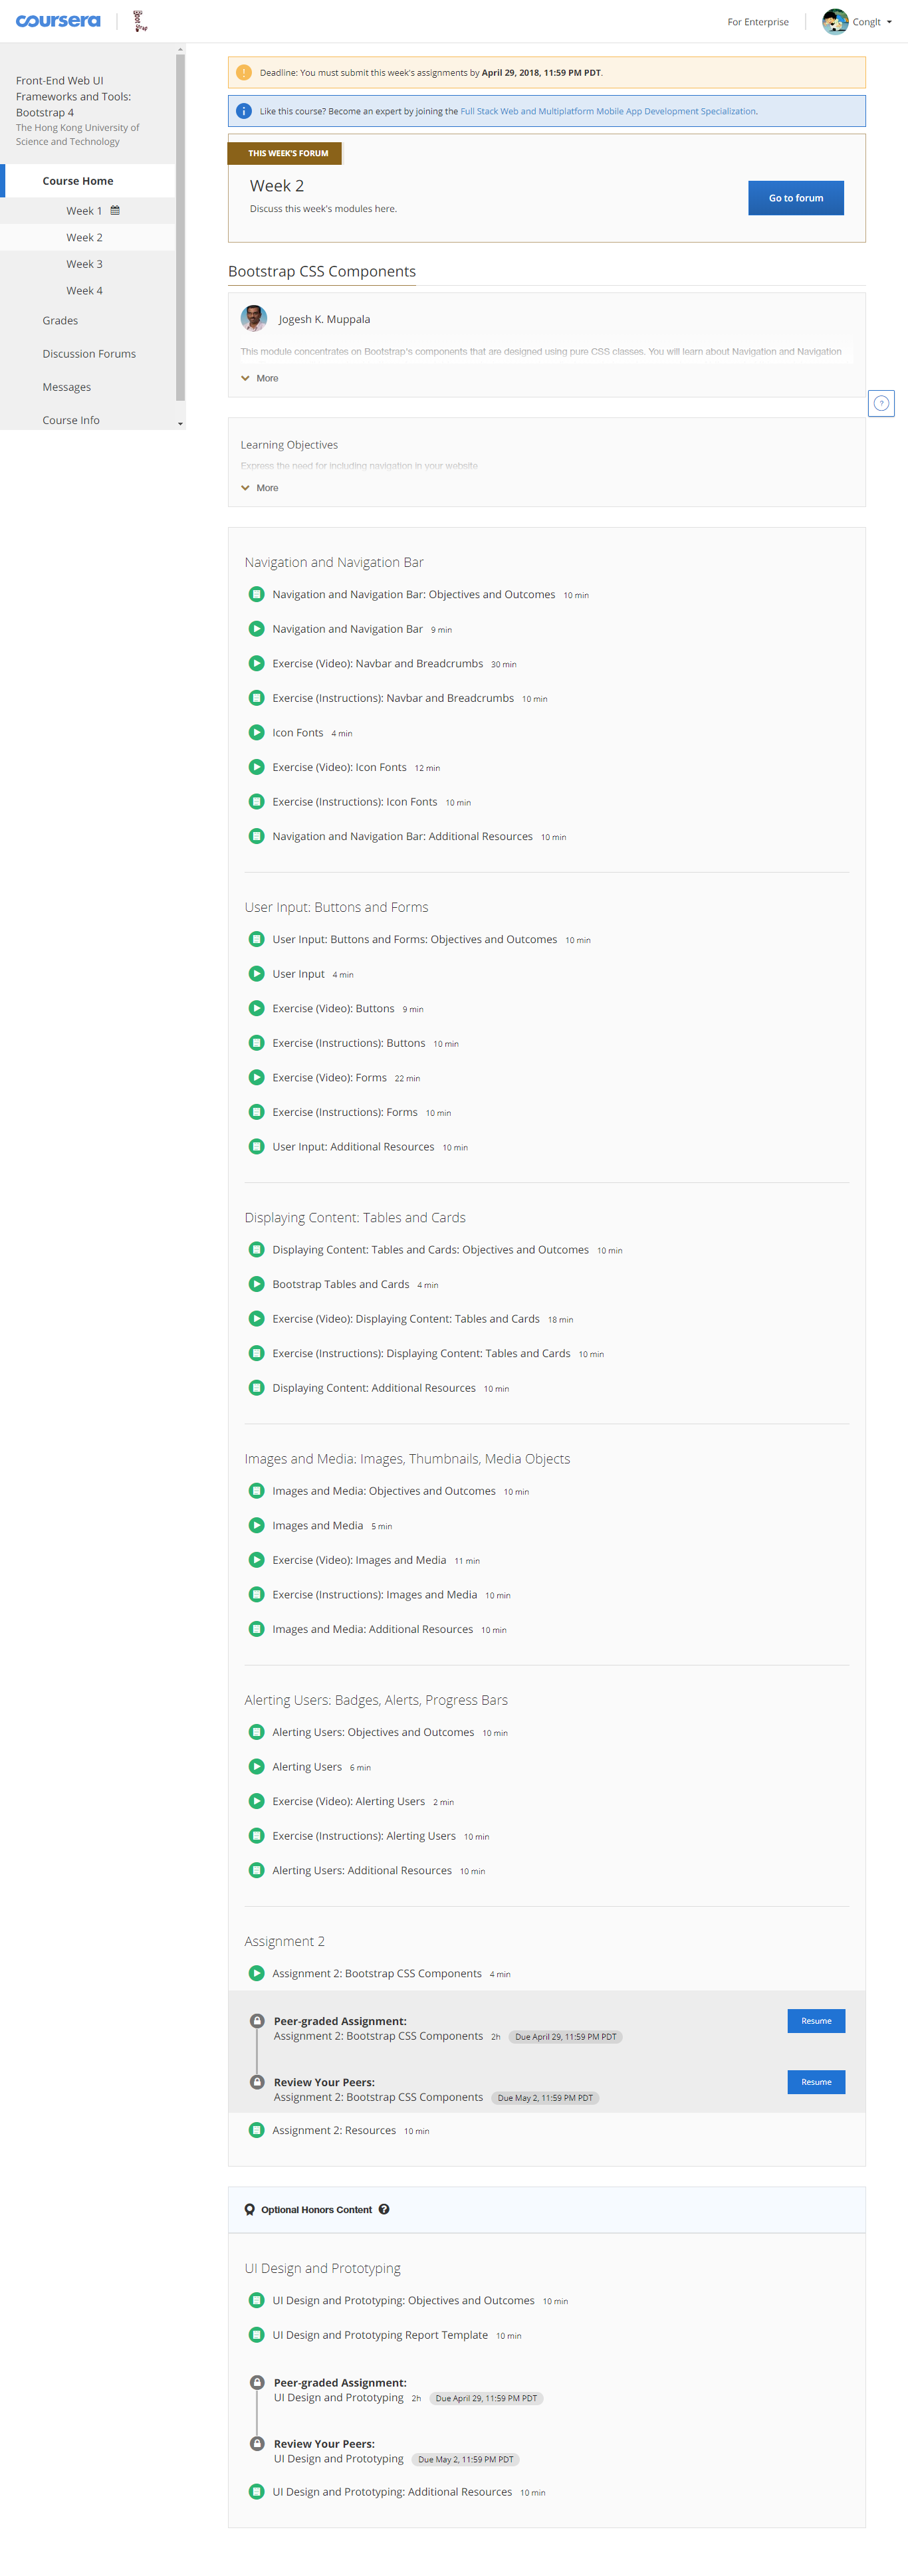 coursera
For Enterprise
CongIt
Front-End Web UI
Frameworks and Tools:
Bootstrap 4
The Hong Kong University of
Science and Technology
Course Home
Week 1
Week 2
Week 3
Week 4
Grades
Discussion Forums
Messages
Course Info
Deadline: You must submit this week's assignments by April 29, 2018, 11:59 PM PDT.
Like this course? Become an expert by joining the Full Stack Web and Multiplatform Mobile App Development Specialization.
THIS WEEK'S FORUM
Week 2
Discuss this week's modules here.
Go to forum
Bootstrap CSS Components
Jogesh K. Muppala
This module concentrates on Bootstrap's components that are designed using pure CSS classes. You will learn about Navigation and Navigation
More
Learning Objectives
Express the need for including navigation in your website
More
Navigation and Navigation Bar
Navigation and Navigation Bar: Objectives and Outcomes 10 min
Navigation and Navigation Bar 9 min
Exercise (Video): Navbar and Breadcrumbs 30 min
Exercise (Instructions): Navbar and Breadcrumbs 10 min
Icon Fonts 4 min
Exercise (Video): Icon Fonts 12 min
Exercise (Instructions): Icon Fonts 10 min
Navigation and Navigation Bar: Additional Resources 10 min
User Input: Buttons and Forms
User Input: Buttons and Forms: Objectives and Outcomes 10 min
User Input 4 min
Exercise (Video): Buttons 9 min
Exercise (Instructions): Buttons 10 min
Exercise (Video): Forms 22 min
Exercise (Instructions): Forms 10 min
User Input: Additional Resources 10 min
Displaying Content: Tables and Cards
Displaying Content: Tables and Cards: Objectives and Outcomes 10 min
Bootstrap Tables and Cards 4 min
Exercise (Video): Displaying Content: Tables and Cards 18 min
Exercise (Instructions): Displaying Content: Tables and Cards 10 min
Displaying Content: Additional Resources 10 min
Images and Media: Images, Thumbnails, Media Objects
Images and Media: Objectives and Outcomes 10 min
Images and Media 5 min
Exercise (Video): Images and Media 11 min
Exercise (Instructions): Images and Media 10 min
Images and Media: Additional Resources 10 min
Alerting Users: Badges, Alerts, Progress Bars
Alerting Users: Objectives and Outcomes 10 min
Alerting Users 6 min
Exercise (Video): Alerting Users 2 min
Exercise (Instructions): Alerting Users 10 min
Alerting Users: Additional Resources 10 min
Assignment 2
Assignment 2: Bootstrap CSS Components 4 min
Peer-graded Assignment:
Assignment 2: Bootstrap CSS Components 2h Due April 29, 11:59 PM PDT
Resume
Review Your Peers:
Assignment 2: Bootstrap CSS Components Due May 2, 11:59 PM PDT
Resume
Assignment 2: Resources 10 min
Optional Honors Content
UI Design and Prototyping
UI Design and Prototyping: Objectives and Outcomes 10 min
UI Design and Prototyping Report Template 10 min
Peer-graded Assignment:
UI Design and Prototyping 2h Due April 29, 11:59 PM PDT
Review Your Peers:
UI Design and Prototyping Due May 2, 11:59 PM PDT
UI Design and Prototyping: Additional Resources 10 min